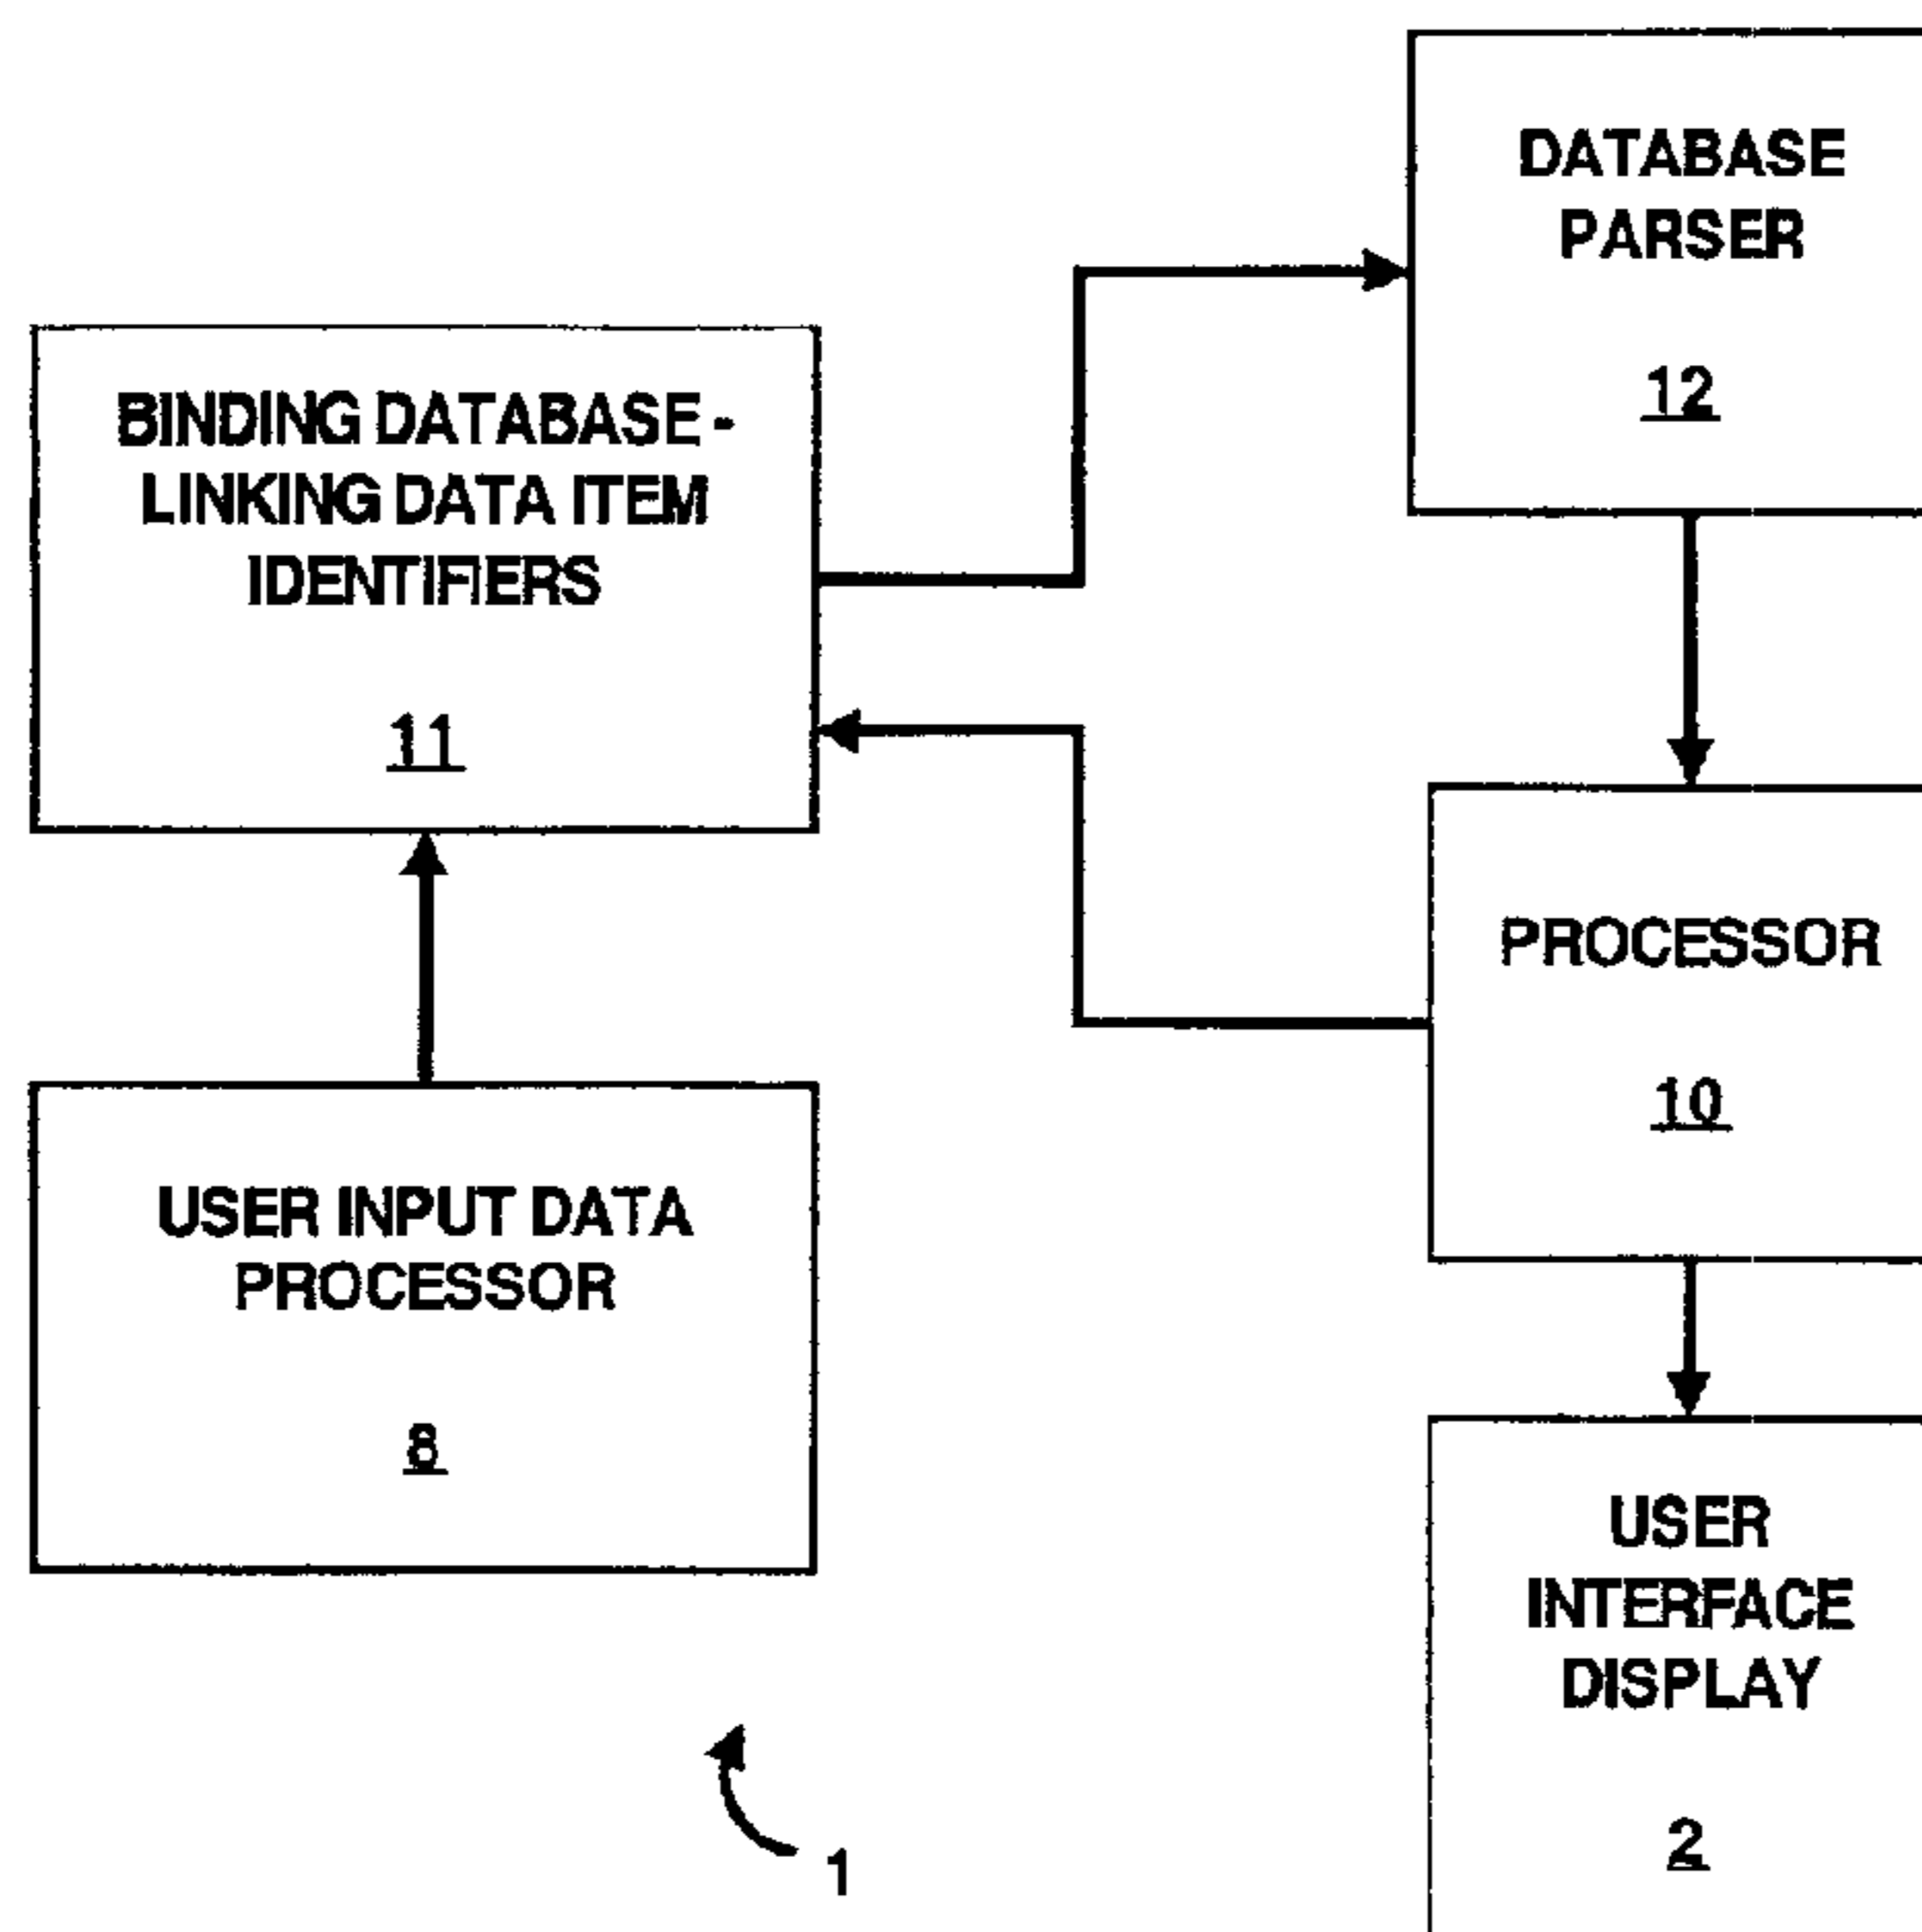 DATABASE
PARSER
12
BINDING DATABASE -
LINKING DATA ITEM
IDENTIFIERS
11
PROCESSOR
10
USER INPUT DATA
PROCESSOR
8
USER
INTERFACE
DISPLAY
2
1